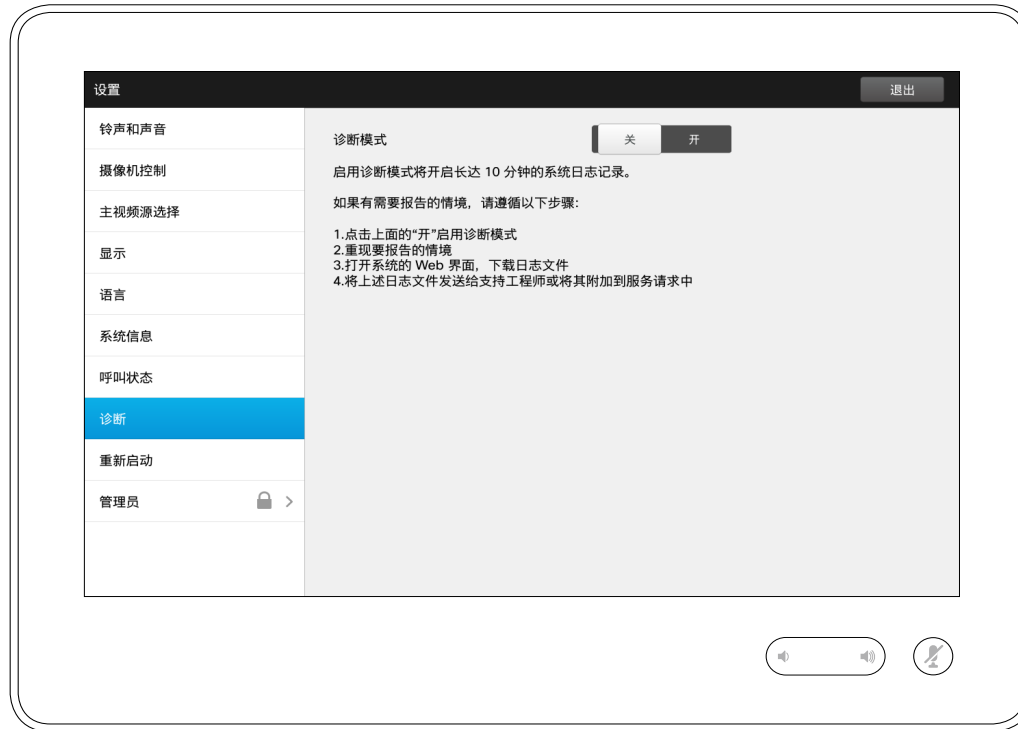 设置
退出
铃声和声音
摄像机控制
主视频源选择
显示
语言
系统信息
呼叫状态
诊断
重新启动
管理员
诊断模式
关
开
启用诊断模式将开启长达 10 分钟的系统日志记录。
如果有需要报告的情境，请遵循以下步骤：
1.点击上面的“开”启用诊断模式
2.重现要报告的情境
3.打开系统的 Web 界面，下载日志文件
4.将上述日志文件发送给支持工程师或将其附加到服务请求中